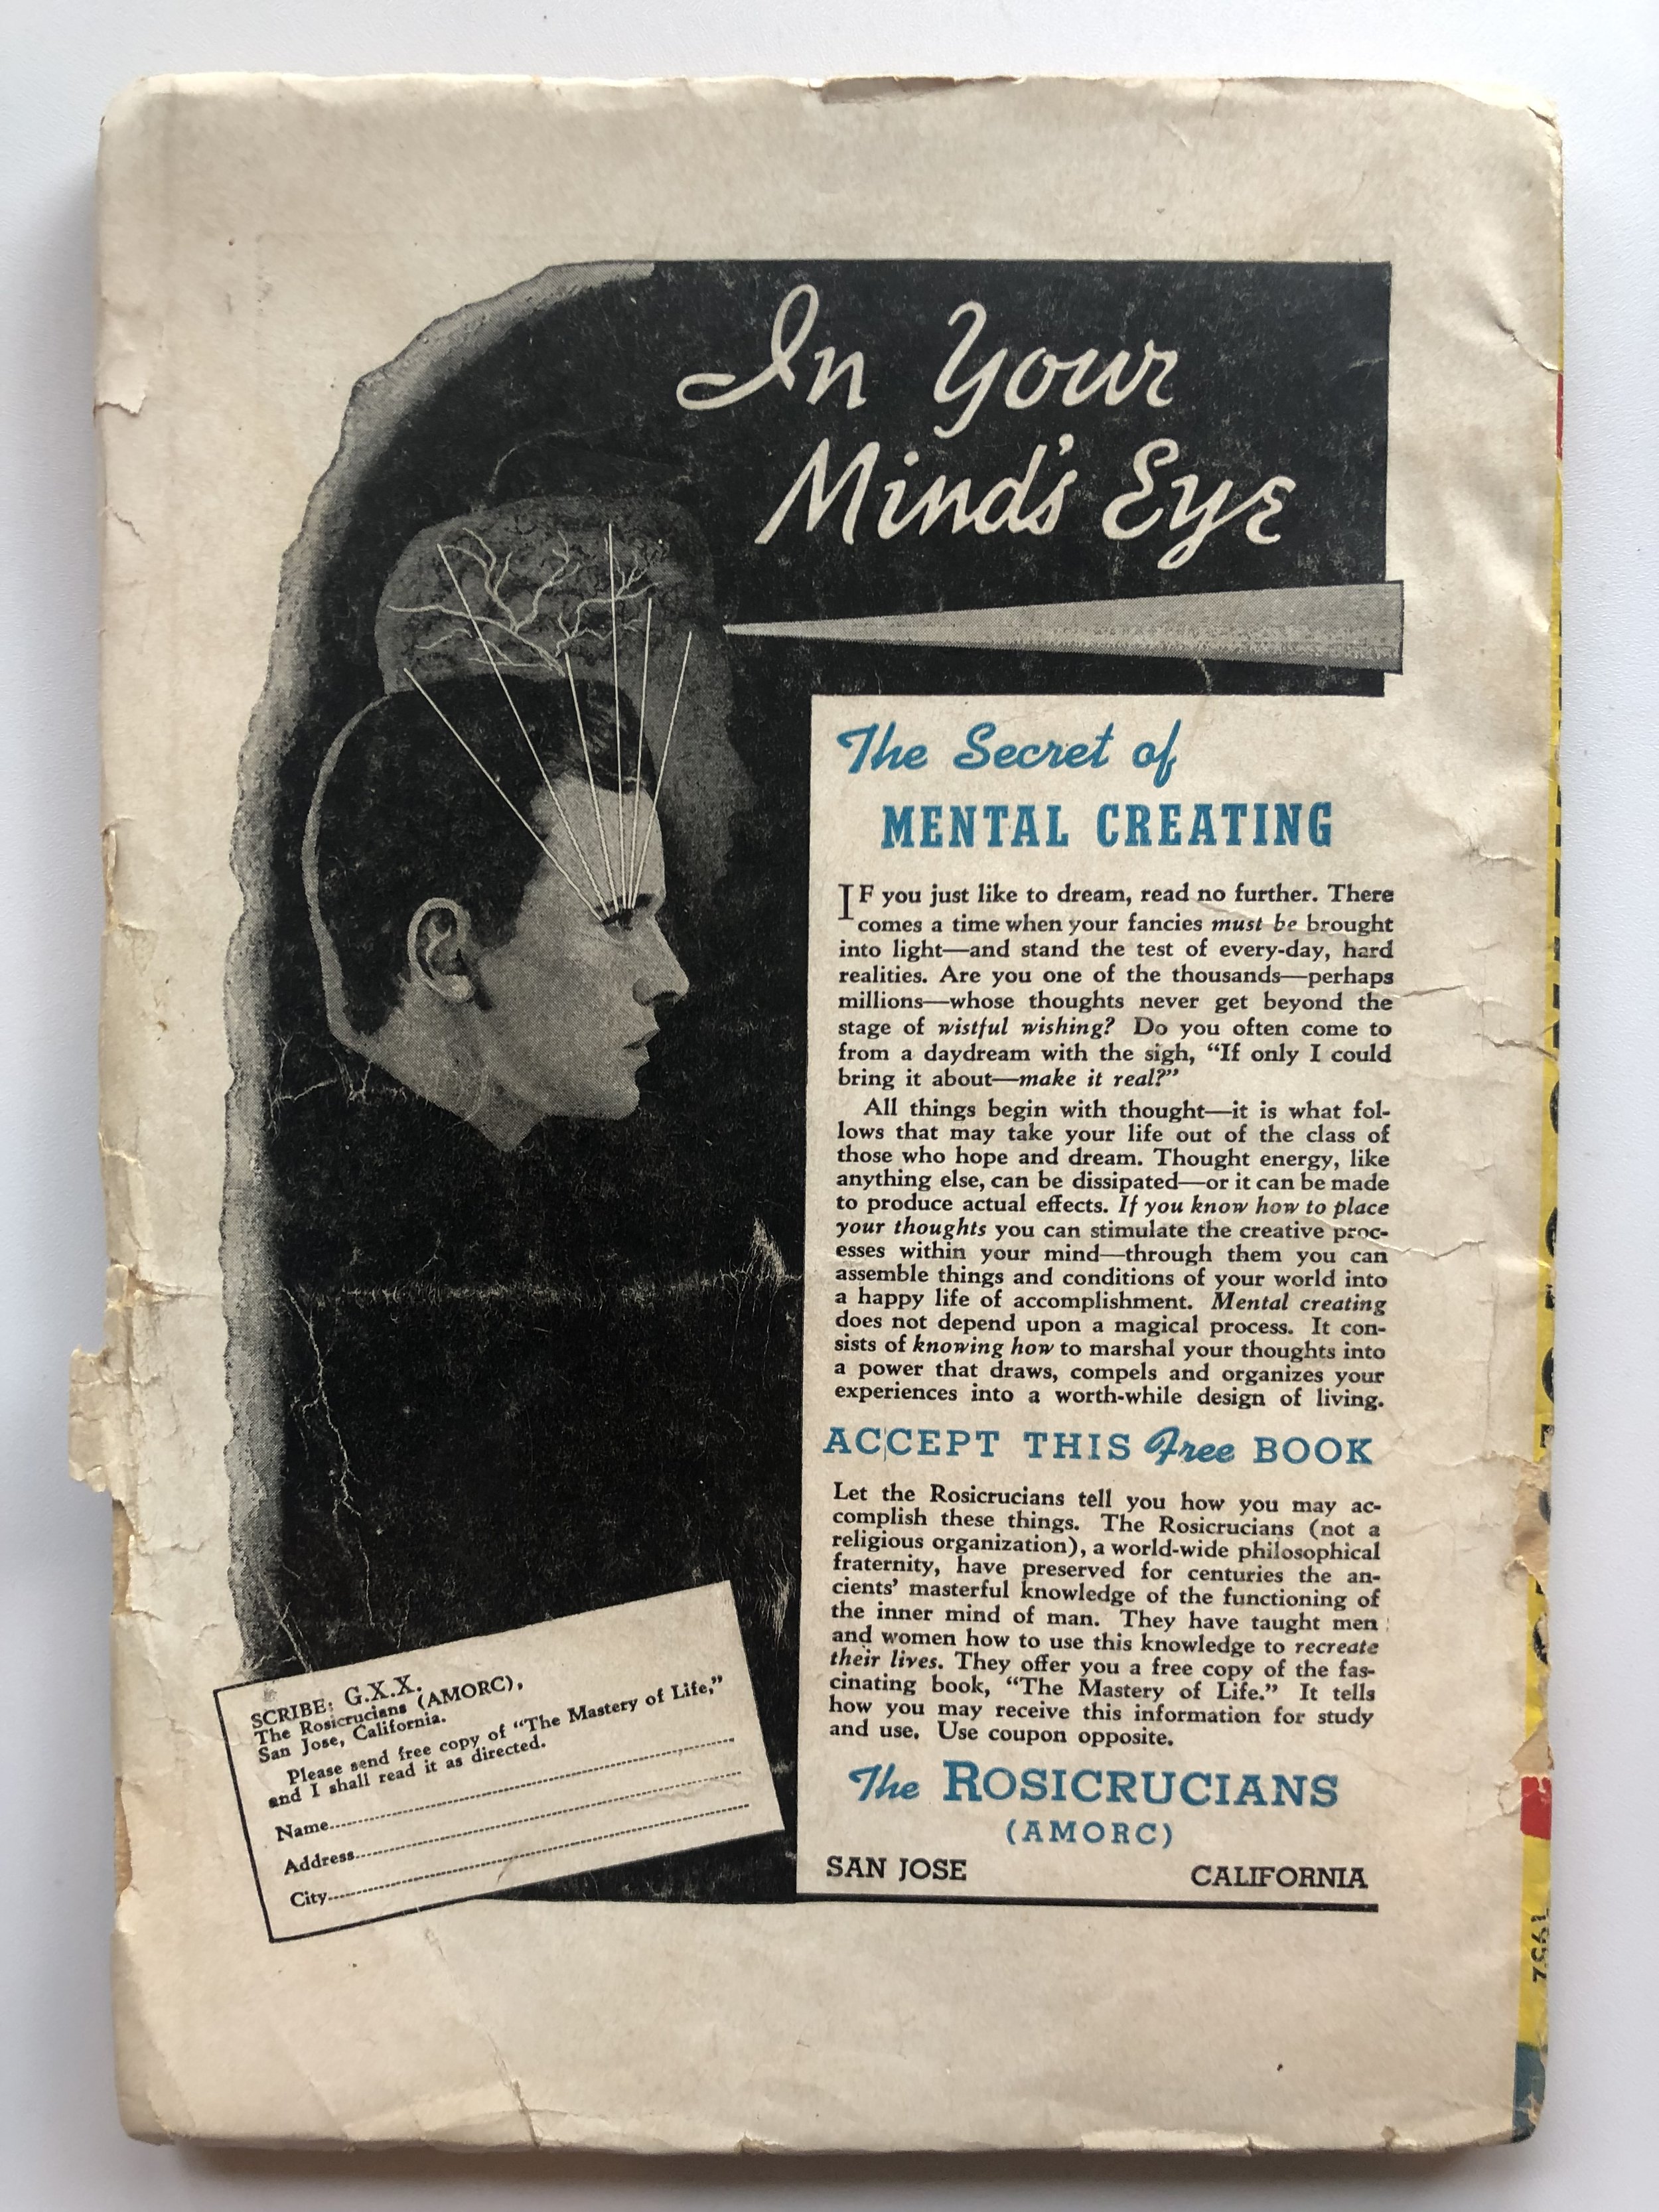 In Your
Mind's Eye
The Secret of
MENTAL CREATING
IF you just like to dream, read no further. There
comes a time when your fancies must be brought
into light—and stand the test of every-day, hard
realities. Are you one of the thousands—perhaps
millions—whose thoughts never get beyond the
stage of wistful wishing? Do you often come to
from a daydream with the sigh, “If only I could
bring it about—make it real?”
All things begin with thought—it is what fol-
lows that may take your life out of the class of
those who hope and dream. Thought energy, like
anything else, can be dissipated—or it can be made
to produce actual effects. If you know how to place
your thoughts you can stimulate the creative proc-
esses within your mind—through them you can
assemble things and conditions of your world into
a happy life of accomplishment. Mental creating
does not depend upon a magical process. It con-
sists of knowing how to marshal your thoughts into
a power that draws, compels and organizes your
experiences into a worth-while design of living.
ACCEPT THIS Free BOOK
Let the Rosicrucians tell you how you may ac-
complish these things. The Rosicrucians (not a
religious organization), a world-wide philosophical
fraternity, have preserved for centuries the an-
cients’ masterful knowledge of the functioning of
the inner mind of man. They have taught men
and women how to use this knowledge to recreate
their lives. They offer you a free copy of the fas-
cinating book, “The Mastery of Life.” It tells
how you may receive this information for study
and use. Use coupon opposite.
The ROSICRUCIANS
(AMORC)
SAN JOSE CALIFORNIA
SCRIBE: G.X.X.
The Rosicrucians (AMORC),
San Jose, California.
Please send free copy of “The Mastery of Life,”
and I shall read it as directed.
Name
Address
City
1952